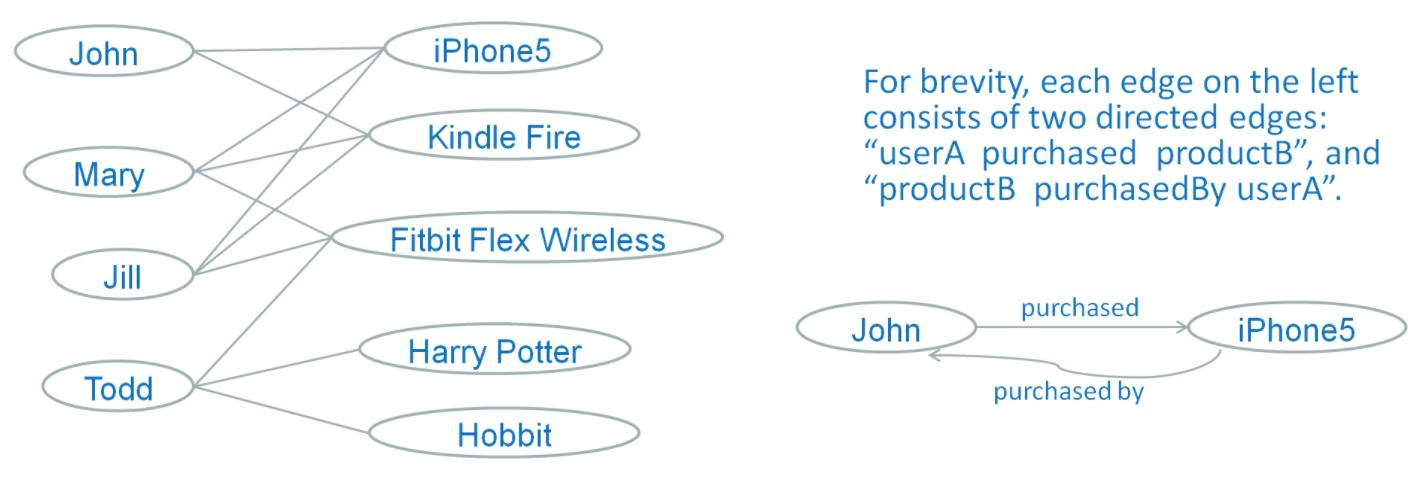 John
iPhone5
Kindle Fire
Mary
Fitbit Flex Wireless
Jill
Harry Potter
Todd
Hobbit
For brevity, each edge on the left
consists of two directed edges:
“userA purchased productB”, and
“productB purchasedBy userA”.
purchased
John
iPhone5
purchased by